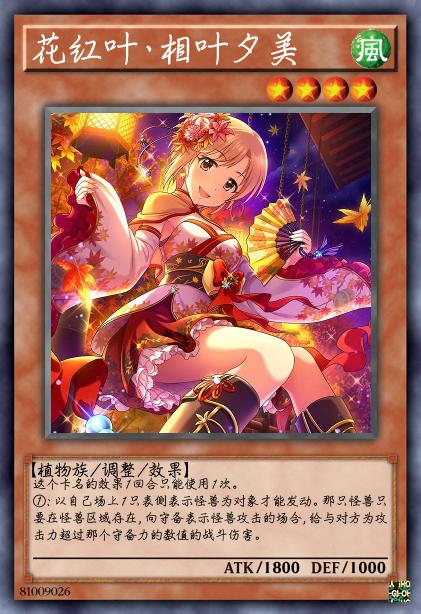 花红叶·相叶夕美
風
【植物族/调整/效果】
这个卡名的效果1回合只能使用1次。
①:以自己场上1只表侧表示怪兽为对象才能发动。那只怪兽只
要在怪兽区域存在,向守备表示怪兽攻击的场合,给与对方为攻
击力超过那个守备力的数值的战斗伤害。
ATK/1800 DEF/1000
81009026